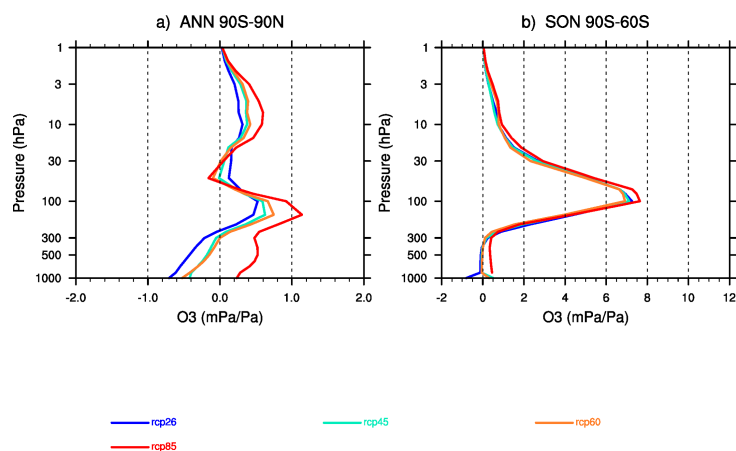 a) ANN 90S-90N
b) SON 90S-60S
1
3
10
30
100
300
500
1000
Pressure (hPa)
-2.0 -1.0 0.0 1.0 2.0
O3 (mPa/Pa)
1
3
10
30
100
300
500
1000
Pressure (hPa)
-2 0 2 4 6 8 10 12
O3 (mPa/Pa)
rcp26 rcp45 rcp60
rcp85